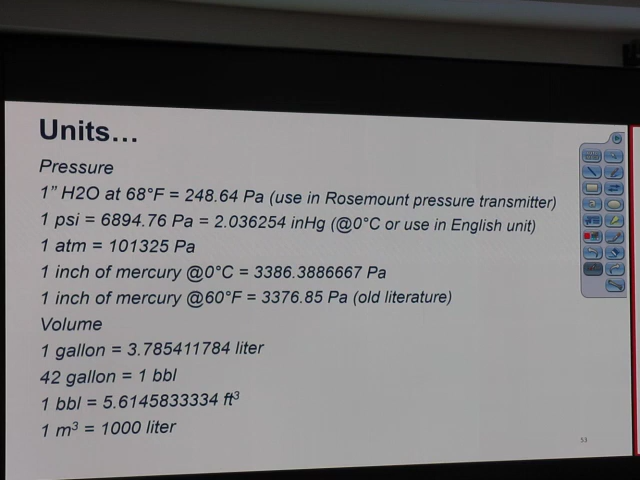 Units...
Pressure
1" H2O at 68°F = 248.64 Pa (use in Rosemount pressure transmitter)
1 psi = 6894.76 Pa = 2.036254 inHg (@0°C or use in English unit)
1 atm = 101325 Pa
1 inch of mercury @0°C = 3386.3886667 Pa
1 inch of mercury @60°F = 3376.85 Pa (old literature)
Volume
1 gallon = 3.785411784 liter
42 gallon = 1 bbl
1 bbl = 5.6145833334 ft³
1 m³ = 1000 liter
53